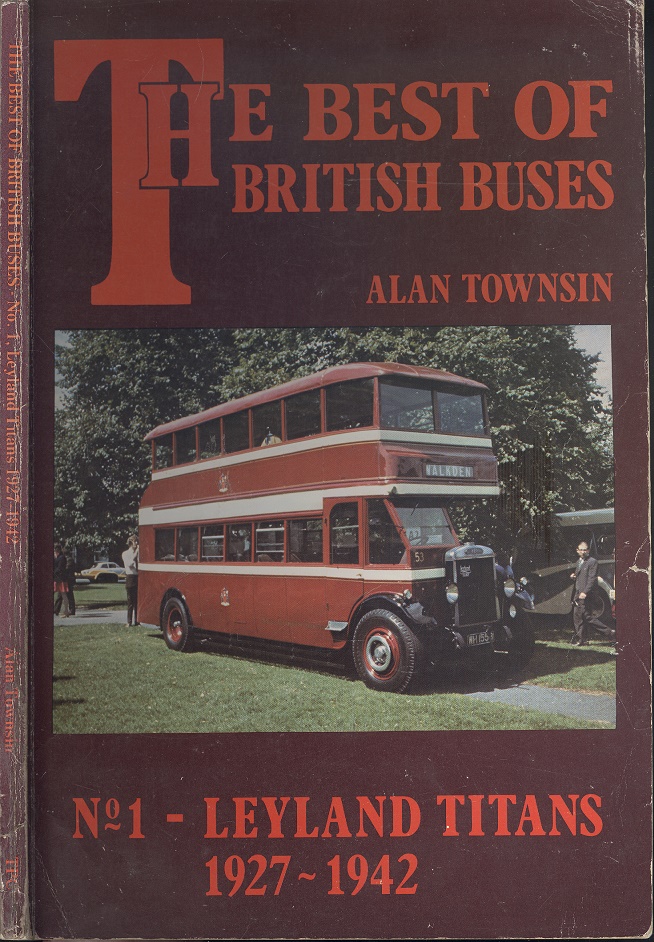 THE BEST OF
BRITISH BUSES
ALAN TOWNSIN
WALKDEN
53
Nº1 - LEYLAND TITANS
1927~1942
THE BEST OF BRITISH BUSES - No. 1. Leyland Titans 1927-1942
Alan Townsin